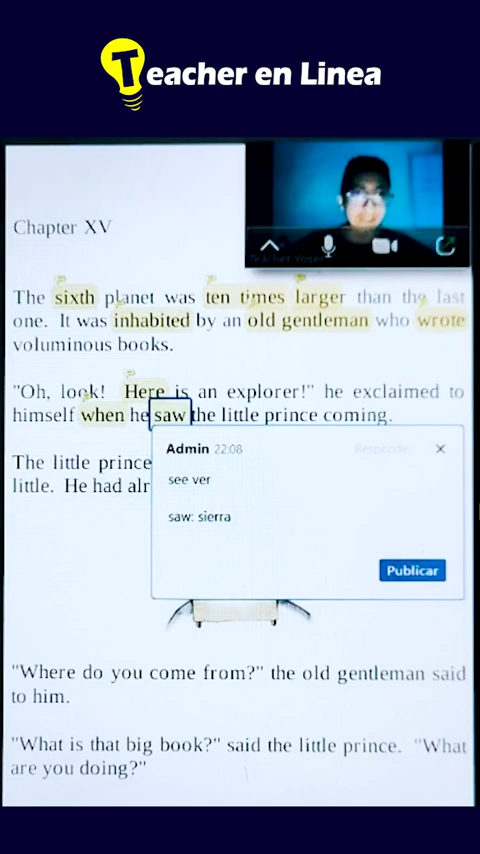 Teacher en Linea
Chapter XV
The sixth planet was ten times larger than the last
one. It was inhabited by an old gentleman who wrote
voluminous books.
"Oh, look! Here is an explorer!" he exclaimed to
himself when he saw the little prince coming.
Admin 22:08 Responder
see ver
saw: sierra
Publicar
The little prince
little. He had alr
"Where do you come from?" the old gentleman said
to him.
"What is that big book?" said the little prince. "What
are you doing?"